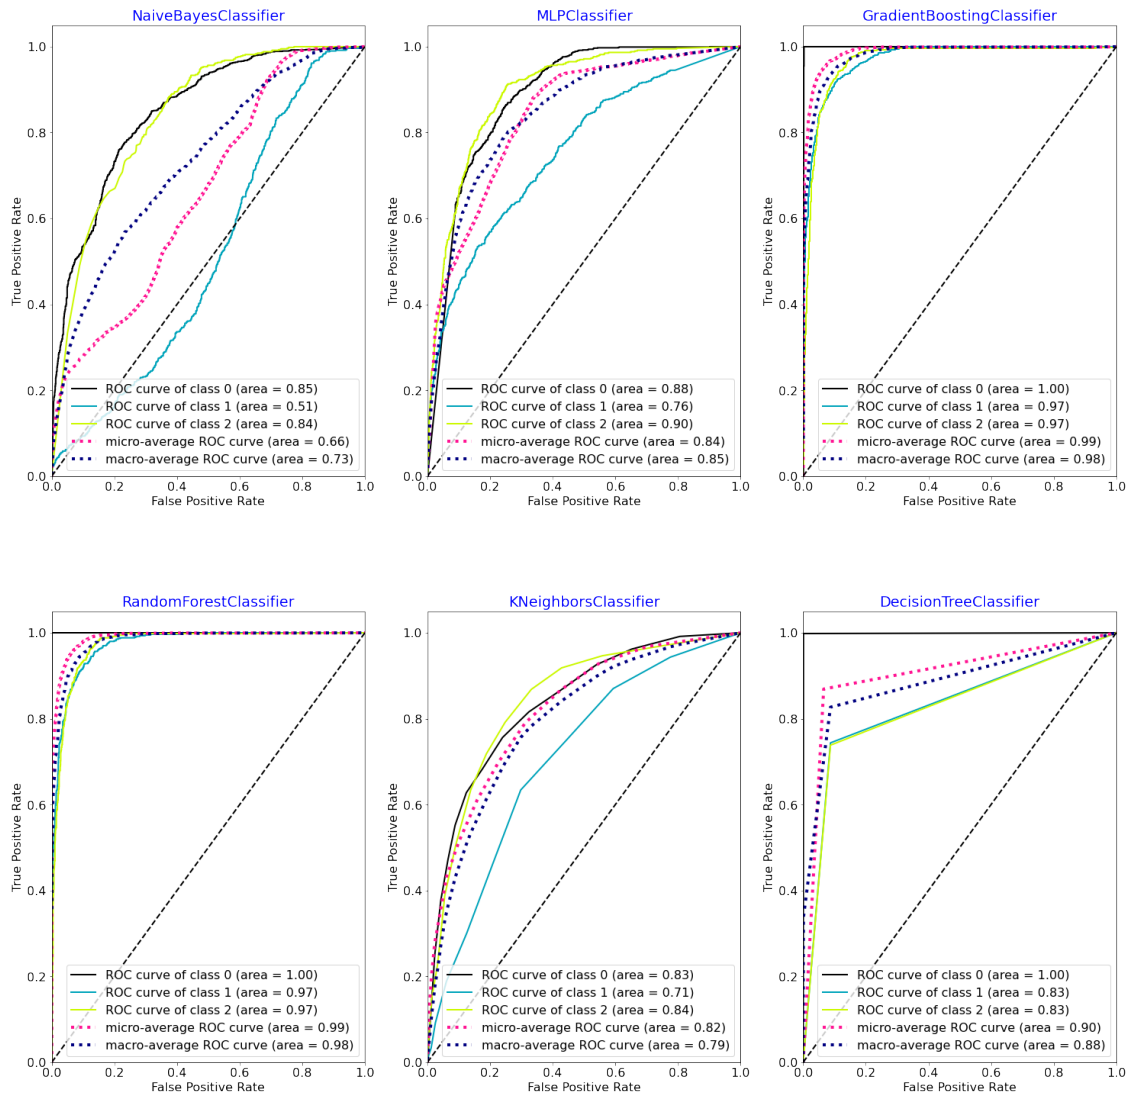 NaiveBayesClassifier
1.0
0.8
0.6
0.4
0.2
0.0
True Positive Rate
ROC curve of class 0 (area = 0.85)
ROC curve of class 1 (area = 0.51)
ROC curve of class 2 (area = 0.84)
micro-average ROC curve (area = 0.66)
macro-average ROC curve (area = 0.73)
0.0 0.2 0.4 0.6 0.8 1.0
False Positive Rate
MLPClassifier
1.0
0.8
0.6
0.4
0.2
0.0
True Positive Rate
ROC curve of class 0 (area = 0.88)
ROC curve of class 1 (area = 0.76)
ROC curve of class 2 (area = 0.90)
micro-average ROC curve (area = 0.84)
macro-average ROC curve (area = 0.85)
0.0 0.2 0.4 0.6 0.8 1.0
False Positive Rate
GradientBoostingClassifier
1.0
0.8
0.6
0.4
0.2
0.0
True Positive Rate
ROC curve of class 0 (area = 1.00)
ROC curve of class 1 (area = 0.97)
ROC curve of class 2 (area = 0.97)
micro-average ROC curve (area = 0.99)
macro-average ROC curve (area = 0.98)
0.0 0.2 0.4 0.6 0.8 1.0
False Positive Rate
RandomForestClassifier
1.0
0.8
0.6
0.4
0.2
0.0
True Positive Rate
ROC curve of class 0 (area = 1.00)
ROC curve of class 1 (area = 0.97)
ROC curve of class 2 (area = 0.97)
micro-average ROC curve (area = 0.99)
macro-average ROC curve (area = 0.98)
0.0 0.2 0.4 0.6 0.8 1.0
False Positive Rate
KNeighborsClassifier
1.0
0.8
0.6
0.4
0.2
0.0
True Positive Rate
ROC curve of class 0 (area = 0.83)
ROC curve of class 1 (area = 0.71)
ROC curve of class 2 (area = 0.84)
micro-average ROC curve (area = 0.82)
macro-average ROC curve (area = 0.79)
0.0 0.2 0.4 0.6 0.8 1.0
False Positive Rate
DecisionTreeClassifier
1.0
0.8
0.6
0.4
0.2
0.0
True Positive Rate
ROC curve of class 0 (area = 1.00)
ROC curve of class 1 (area = 0.83)
ROC curve of class 2 (area = 0.83)
micro-average ROC curve (area = 0.90)
macro-average ROC curve (area = 0.88)
0.0 0.2 0.4 0.6 0.8 1.0
False Positive Rate